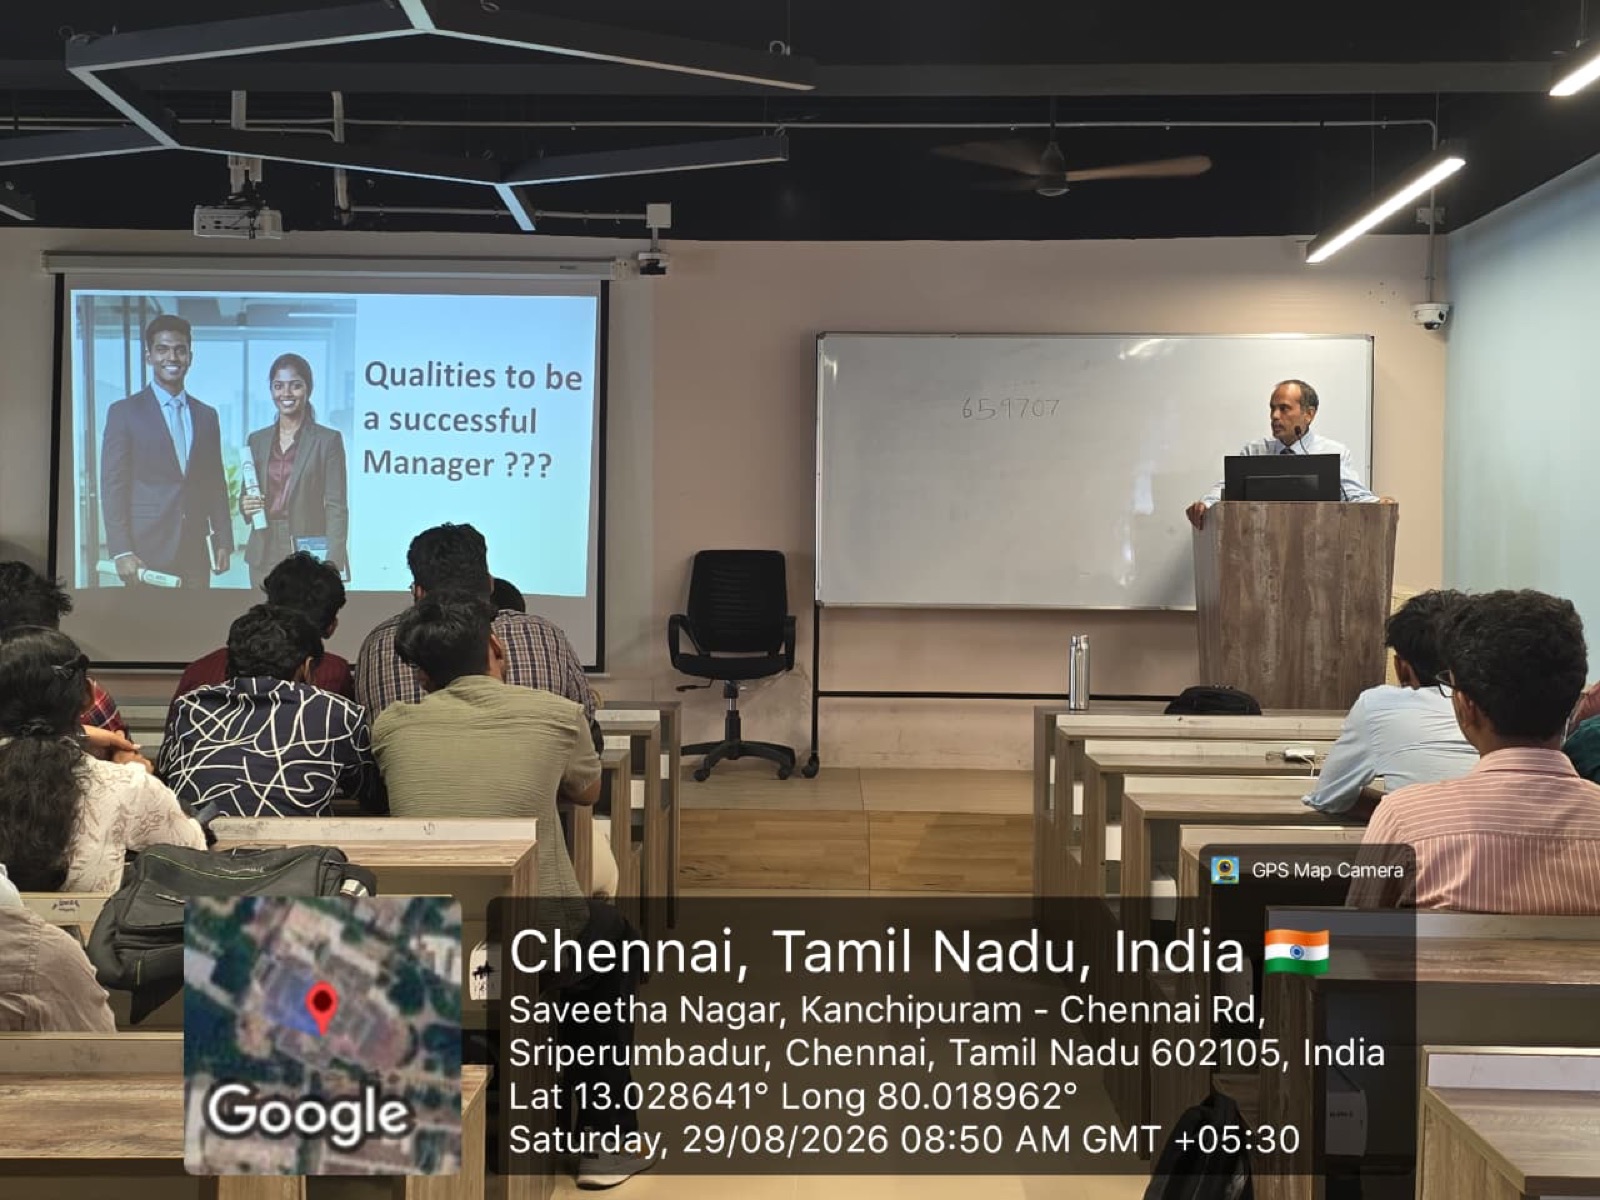 Qualities to be
a successful
Manager ???
659707
GPS Map Camera
Chennai, Tamil Nadu, India
Saveetha Nagar, Kanchipuram - Chennai Rd,
Sriperumbadur, Chennai, Tamil Nadu 602105, India
Lat 13.028641° Long 80.018962°
Saturday, 29/08/2026 08:50 AM GMT +05:30
Google